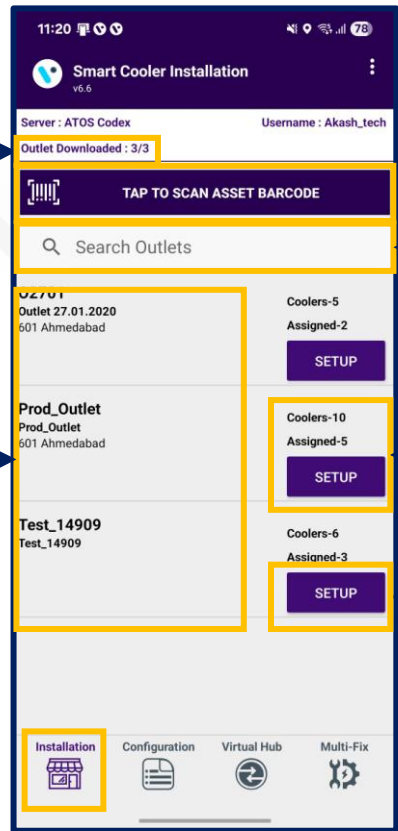 11:20
78
Smart Cooler Installation
v6.6
Server : ATOS Codex
Username : Akash_tech
Outlet Downloaded : 3/3
TAP TO SCAN ASSET BARCODE
Search Outlets
02701
Outlet 27.01.2020
601 Ahmedabad
Coolers-5
Assigned-2
SETUP
Prod_Outlet
Prod_Outlet
601 Ahmedabad
Coolers-10
Assigned-5
SETUP
Test_14909
Test_14909
Coolers-6
Assigned-3
SETUP
Installation
Configuration
Virtual Hub
Multi-Fix